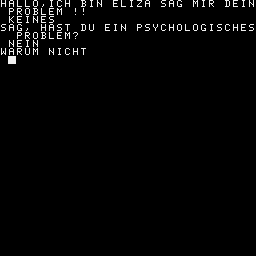 HALLO,ICH BIN ELIZA SAG MIR DEIN
PROBLEM !!
KEINES
SAG, HAST DU EIN PSYCHOLOGISCHES
PROBLEM?
NEIN
WARUM NICHT